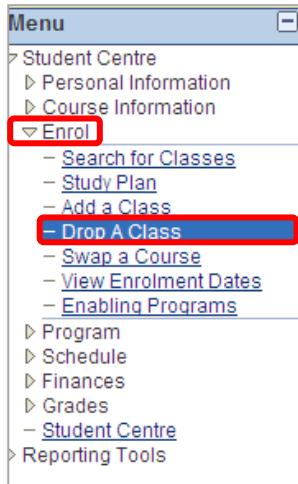 Menu
Student Centre
Personal Information
Course Information
Enrol
– Search for Classes
– Study Plan
– Add a Class
– Drop A Class
– Swap a Course
– View Enrolment Dates
– Enabling Programs
Program
Schedule
Finances
Grades
– Student Centre
Reporting Tools